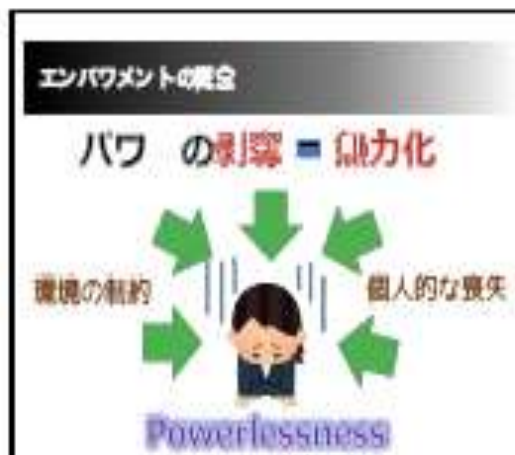 エンパワメントの概念
パワーの剥奪 = 無力化
環境の制約
個人的な喪失
Powerlessness